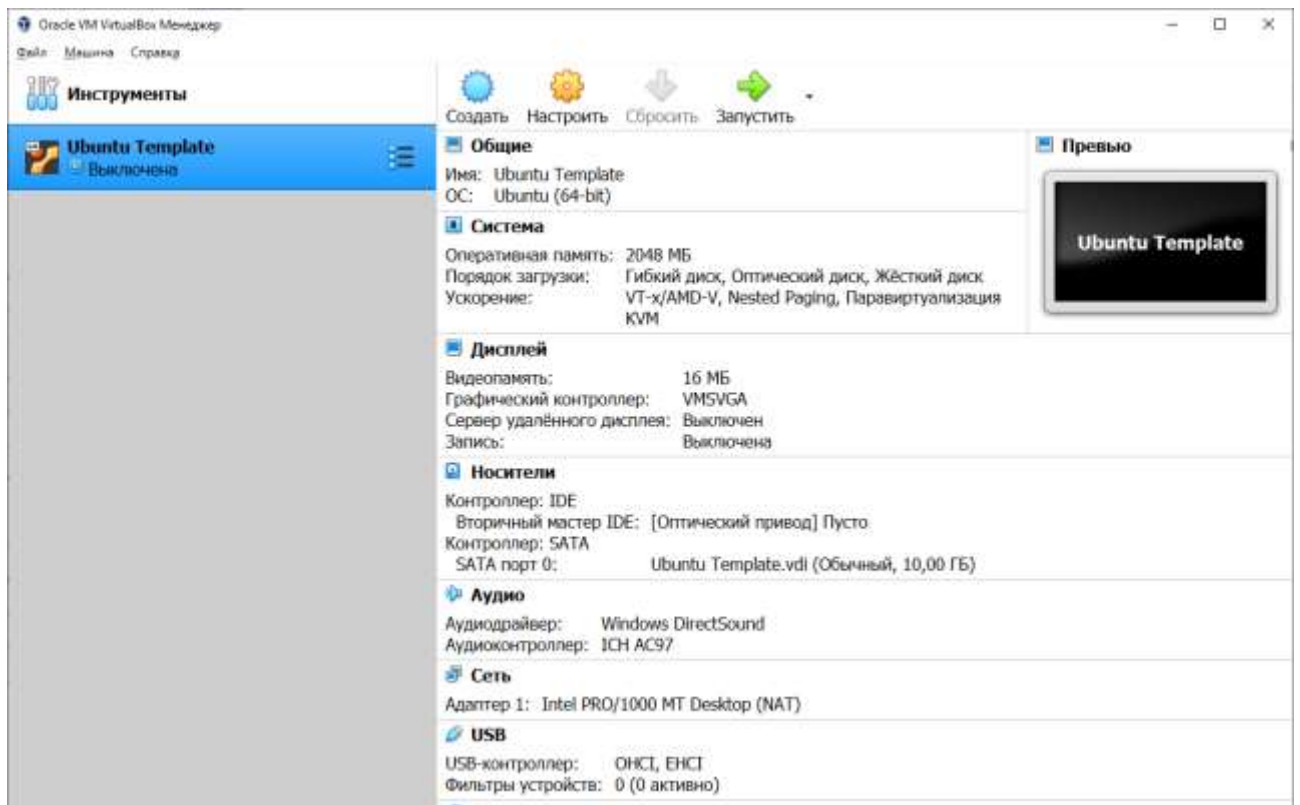 Oracle VM VirtualBox Менеджер
Файл Машина Справка
Инструменты
Ubuntu Template
Выключена
Создать Настроить Сбросить Запустить
Общие
Имя: Ubuntu Template
ОС: Ubuntu (64-bit)
Система
Оперативная память: 2048 МБ
Порядок загрузки: Гибкий диск, Оптический диск, Жёсткий диск
Ускорение: VT-x/AMD-V, Nested Paging, Паравиртуализация
KVM
Превью
Ubuntu Template
Дисплей
Видеопамять: 16 МБ
Графический контроллер: VMSVGA
Сервер удалённого дисплея: Выключен
Запись: Выключена
Носители
Контроллер: IDE
Вторичный мастер IDE: [Оптический привод] Пусто
Контроллер: SATA
SATA порт 0: Ubuntu Template.vdi (Обычный, 10,00 ГБ)
Аудио
Аудиодрайвер: Windows DirectSound
Аудиоконтроллер: ICH AC97
Сеть
Адаптер 1: Intel PRO/1000 MT Desktop (NAT)
USB
USB-контроллер: OHCI, EHCI
Фильтры устройств: 0 (0 активно)